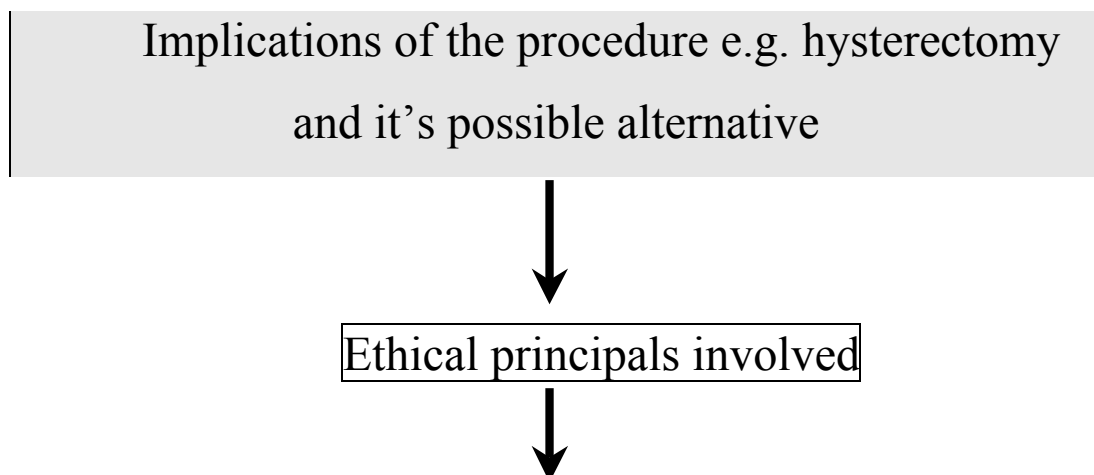 Implications of the procedure e.g. hysterectomy
and it’s possible alternative
Ethical principals involved